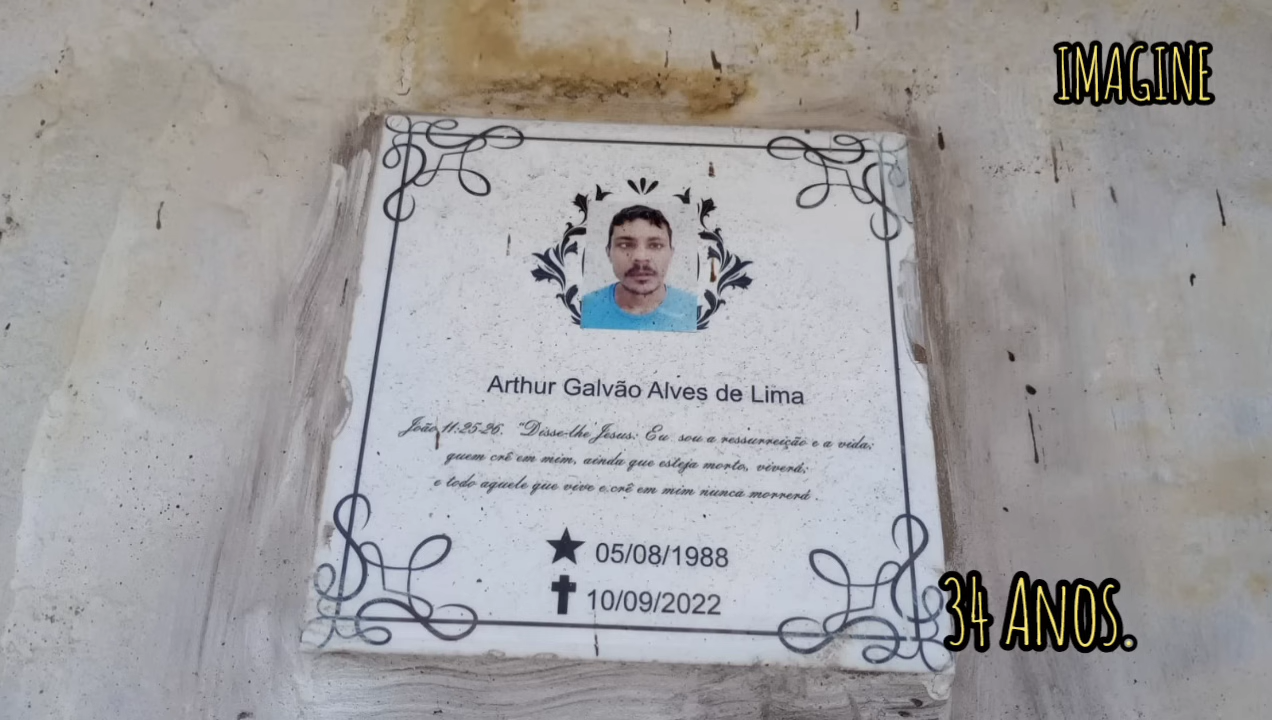 IMAGINE
Arthur Galvão Alves de Lima
João 11:25-26 "Disse-lhe Jesus: Eu sou a ressurreição e a vida;
quem crê em mim, ainda que esteja morto, viverá;
e todo aquele que vive e crê em mim nunca morrerá.
05/08/1988
10/09/2022
34 ANOS.